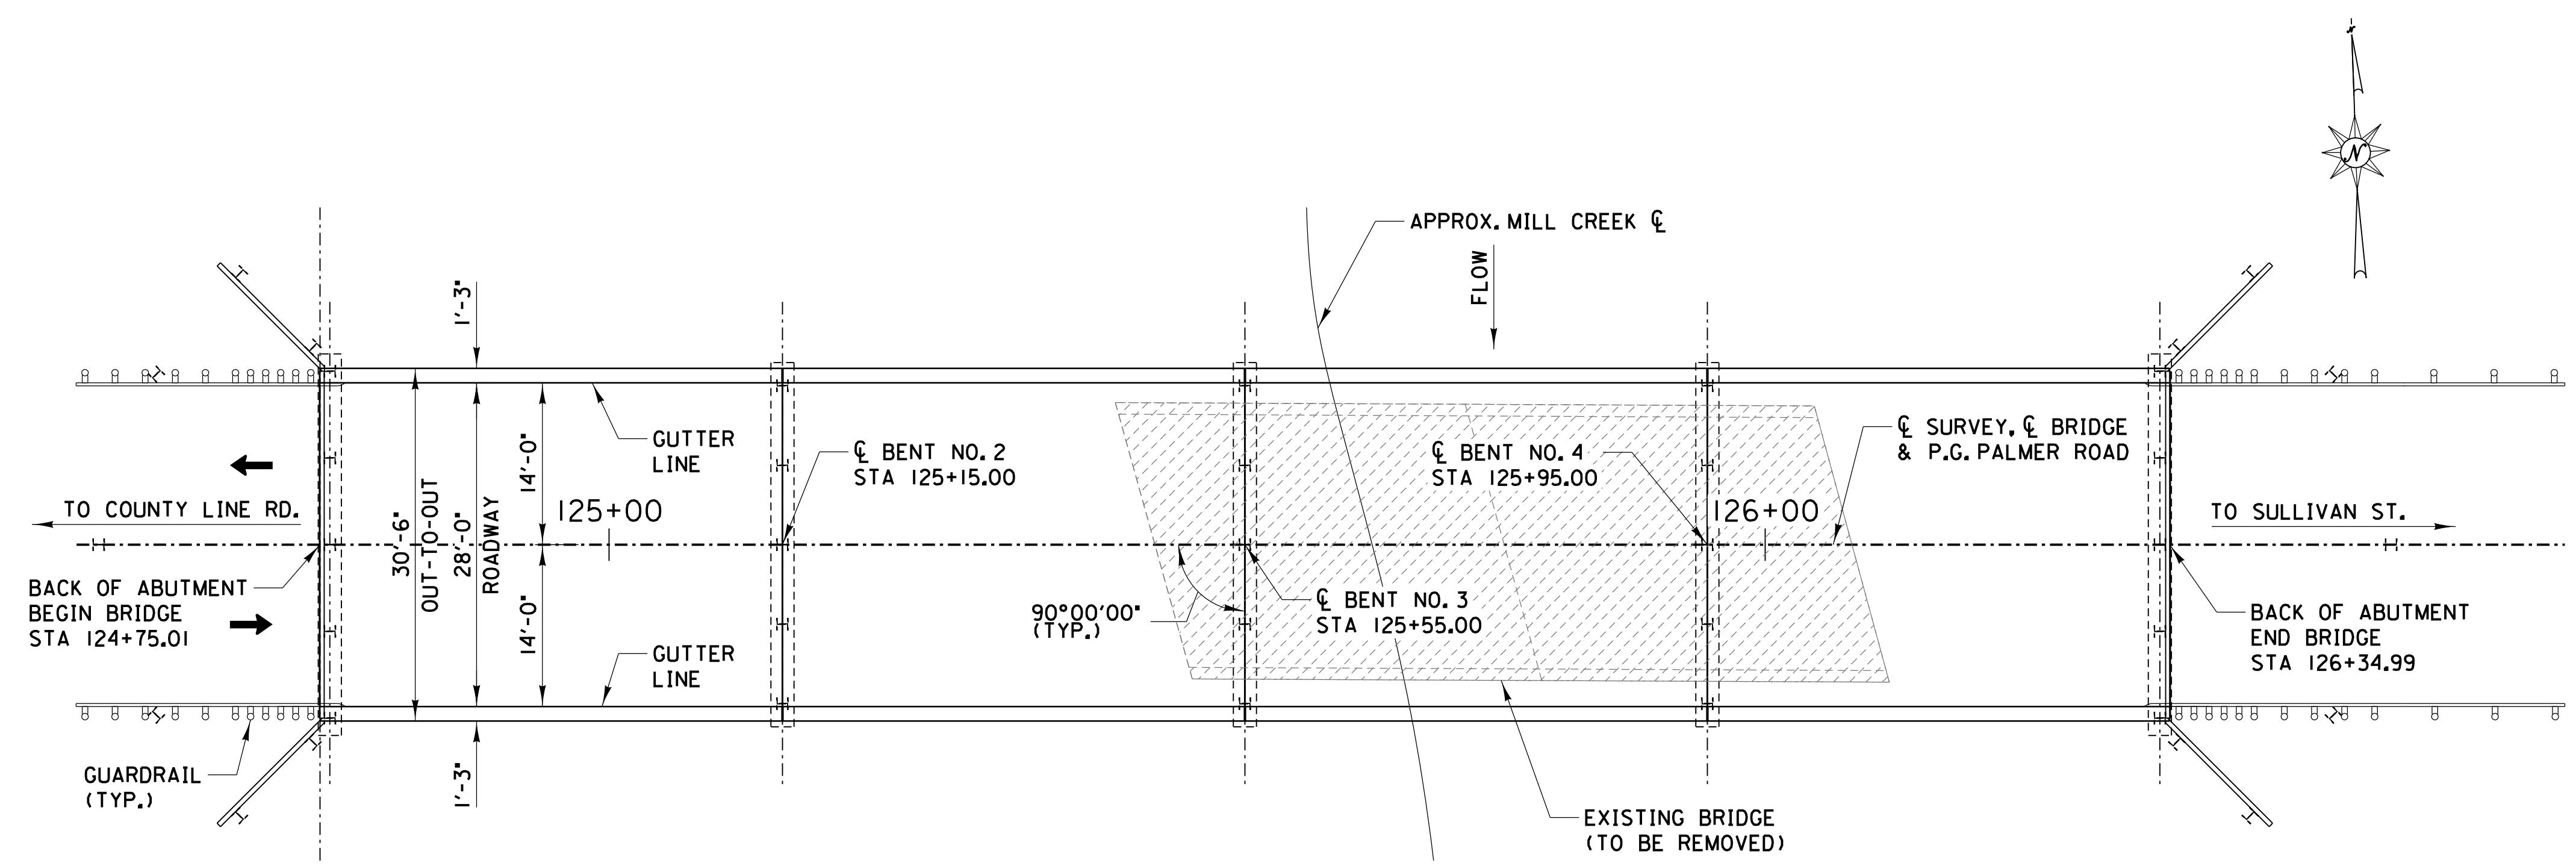 N
N
APPROX. MILL CREEK ℄
FLOW
1'-3"
GUTTER
LINE
℄ BENT NO. 2
STA 125+15.00
℄ BENT NO. 4
STA 125+95.00
℄ SURVEY, ℄ BRIDGE
& P.G. PALMER ROAD
14'-0"
TO COUNTY LINE RD.
125+00
126+00
TO SULLIVAN ST.
30'-6"
OUT-TO-OUT
28'-0"
ROADWAY
BACK OF ABUTMENT
BEGIN BRIDGE
STA 124+75.01
14'-0"
90°00'00"
(TYP.)
℄ BENT NO. 3
STA 125+55.00
BACK OF ABUTMENT
END BRIDGE
STA 126+34.99
GUTTER
LINE
GUARDRAIL
(TYP.)
1'-3"
EXISTING BRIDGE
(TO BE REMOVED)